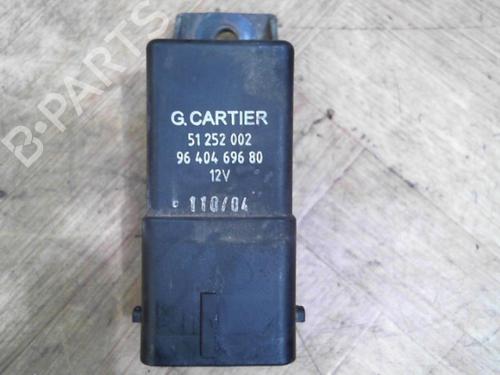 G. CARTIER
51 252 002
96 404 696 80
12V
110/04
B-PARTS